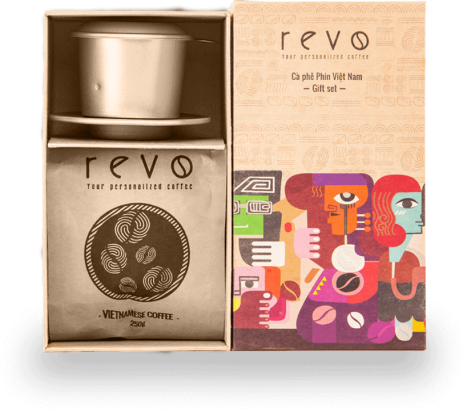 revo
Your personalized coffee
- VIETNAMESE COFFEE -
250g
revo
Your personalized coffee
Cà phê Phin Việt Nam
— Gift set —